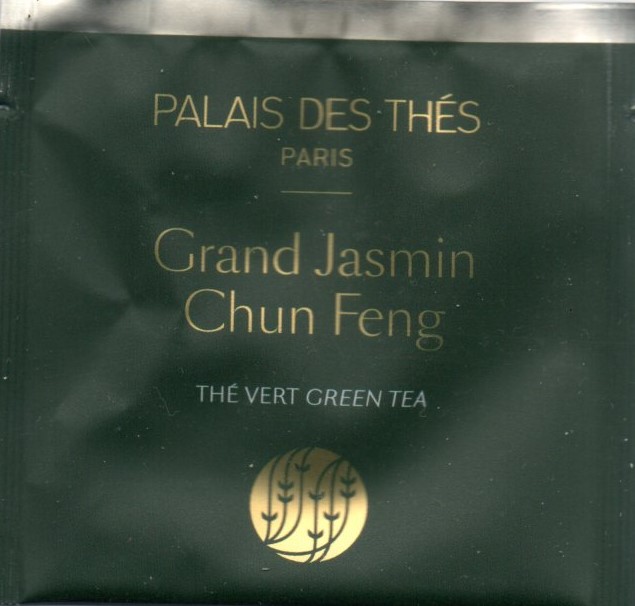 PALAIS DES THÉS
PARIS
Grand Jasmin
Chun Feng
THÉ VERT GREEN TEA